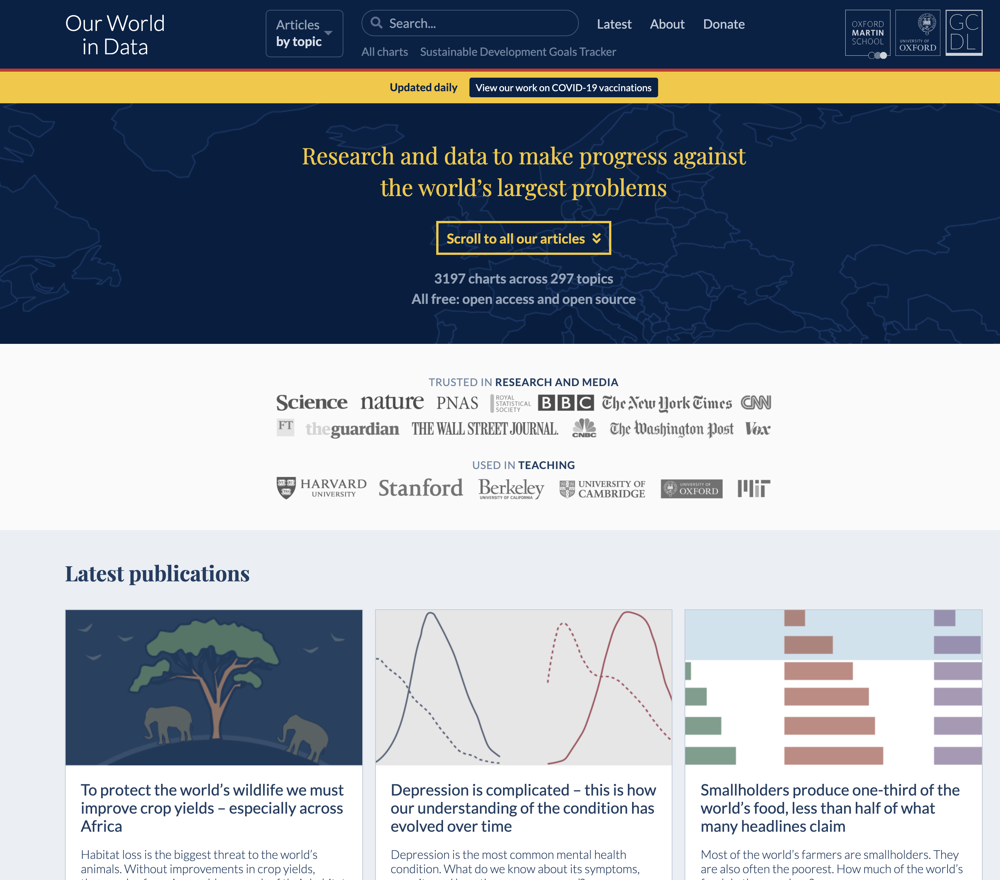 Our World
in Data
Articles
by topic
Search...
Latest About Donate
All charts Sustainable Development Goals Tracker
OXFORD
MARTIN
SCHOOL
UNIVERSITY OF
OXFORD
GC
DL
Updated daily View our work on COVID-19 vaccinations
Research and data to make progress against
the world’s largest problems
Scroll to all our articles
3197 charts across 297 topics
All free: open access and open source
TRUSTED IN RESEARCH AND MEDIA
Science nature PNAS ROYAL STATISTICAL SOCIETY BBC The New York Times CNN
FT theguardian THE WALL STREET JOURNAL. CNBC The Washington Post Vox
USED IN TEACHING
HARVARD UNIVERSITY Stanford Berkeley UNIVERSITY OF CALIFORNIA UNIVERSITY OF CAMBRIDGE UNIVERSITY OF OXFORD MIT
Latest publications
To protect the world’s wildlife we must
improve crop yields – especially across
Africa
Habitat loss is the biggest threat to the world’s
animals. Without improvements in crop yields,
Depression is complicated – this is how
our understanding of the condition has
evolved over time
Depression is the most common mental health
condition. What do we know about its symptoms,
Smallholders produce one-third of the
world’s food, less than half of what
many headlines claim
Most of the world’s farmers are smallholders. They
are also often the poorest. How much of the world’s